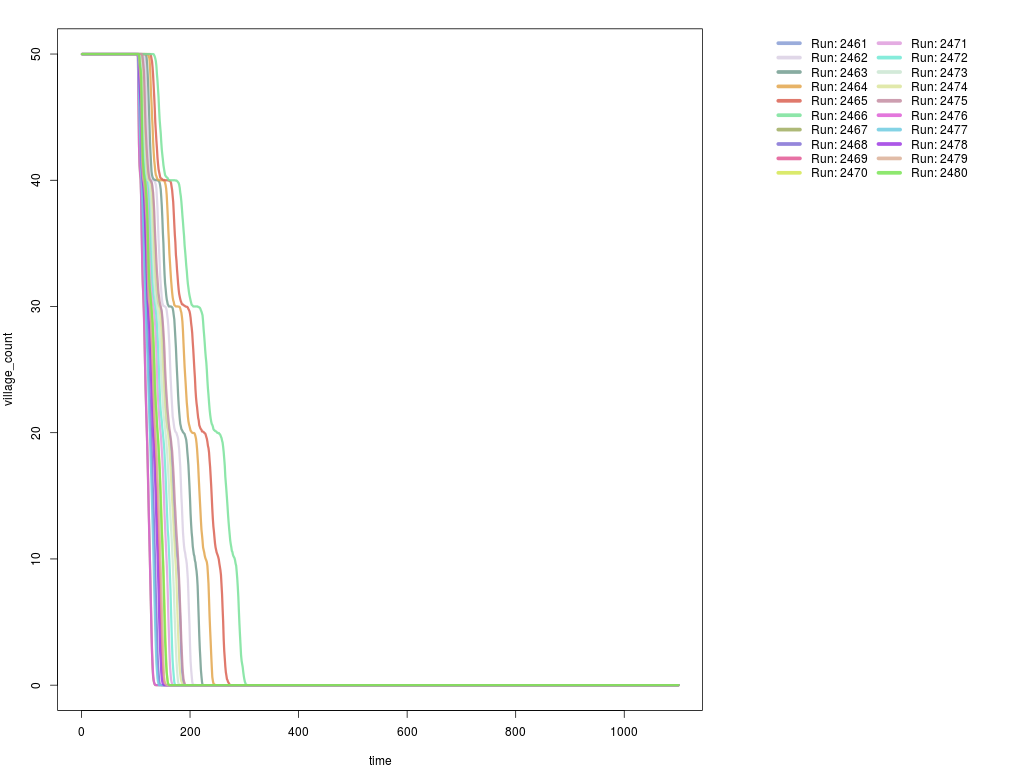 50
40
30
20
10
0
village_count
0 200 400 600 800 1000
time
Run: 2461 Run: 2471
Run: 2462 Run: 2472
Run: 2463 Run: 2473
Run: 2464 Run: 2474
Run: 2465 Run: 2475
Run: 2466 Run: 2476
Run: 2467 Run: 2477
Run: 2468 Run: 2478
Run: 2469 Run: 2479
Run: 2470 Run: 2480